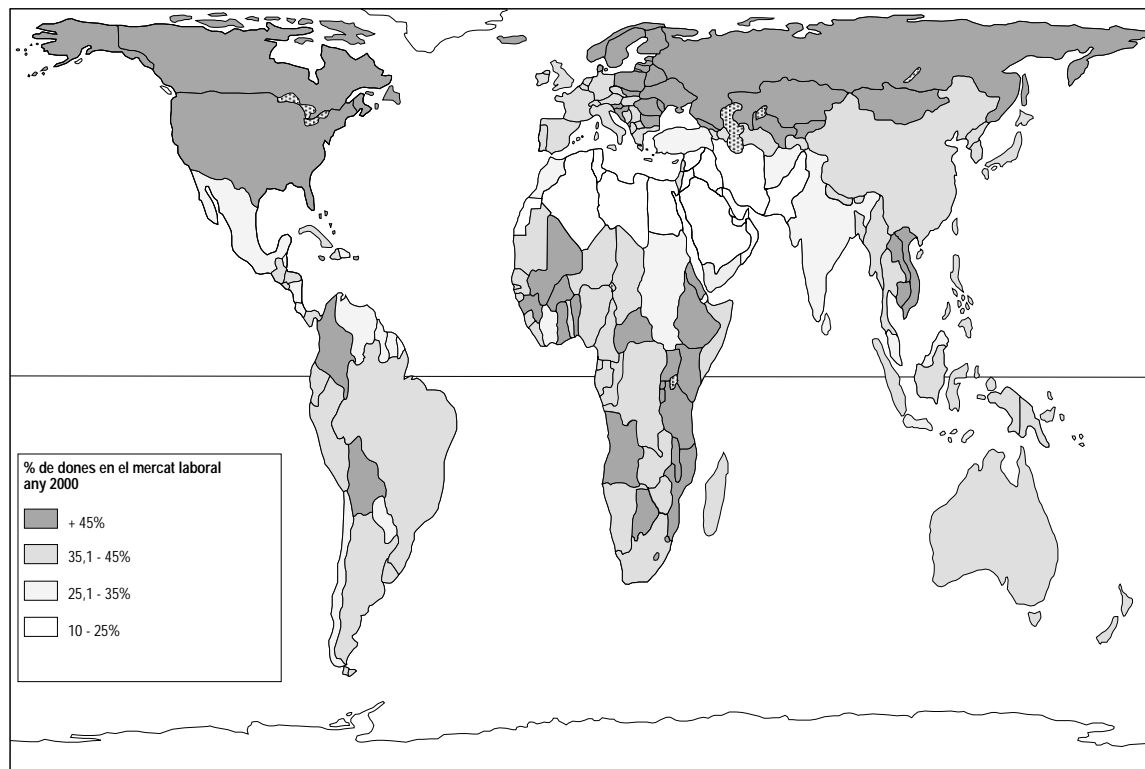 % de dones en el mercat laboral
any 2000
+ 45%
35,1 - 45%
25,1 - 35%
10 - 25%